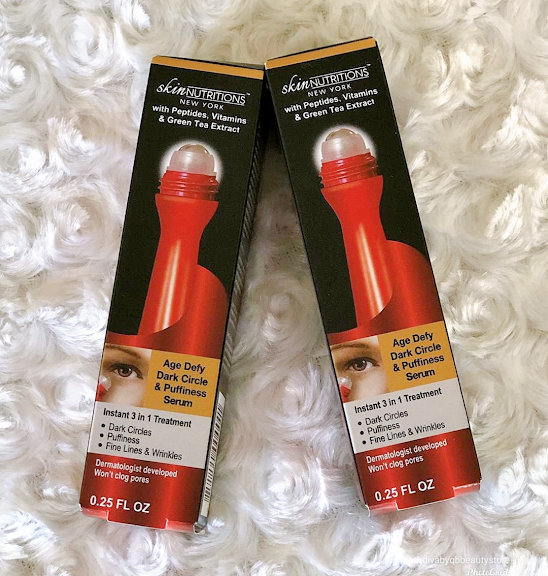 skinNUTRITIONS™
NEW YORK
with Peptides, Vitamins
& Green Tea Extract
Age Defy
Dark Circle
& Puffiness
Serum
Instant 3 in 1 Treatment
• Dark Circles
• Puffiness
• Fine Lines & Wrinkles
Dermatologist developed
Won't clog pores
0.25 FL OZ
skinNUTRITIONS™
NEW YORK
with Peptides, Vitamins
& Green Tea Extract
Age Defy
Dark Circle
& Puffiness
Serum
Instant 3 in 1 Treatment
• Dark Circles
• Puffiness
• Fine Lines & Wrinkles
Dermatologist developed
Won't clog pores
0.25 FL OZ
PhotoGrid